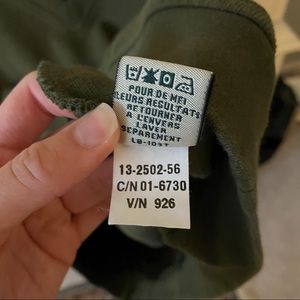 POUR DE MEI
LEURS RESULTATS
RETOURNER
A L'ENVERS
LAVER
SEPAREMENT
13-2502-56
C/N 01-6730
V/N 926